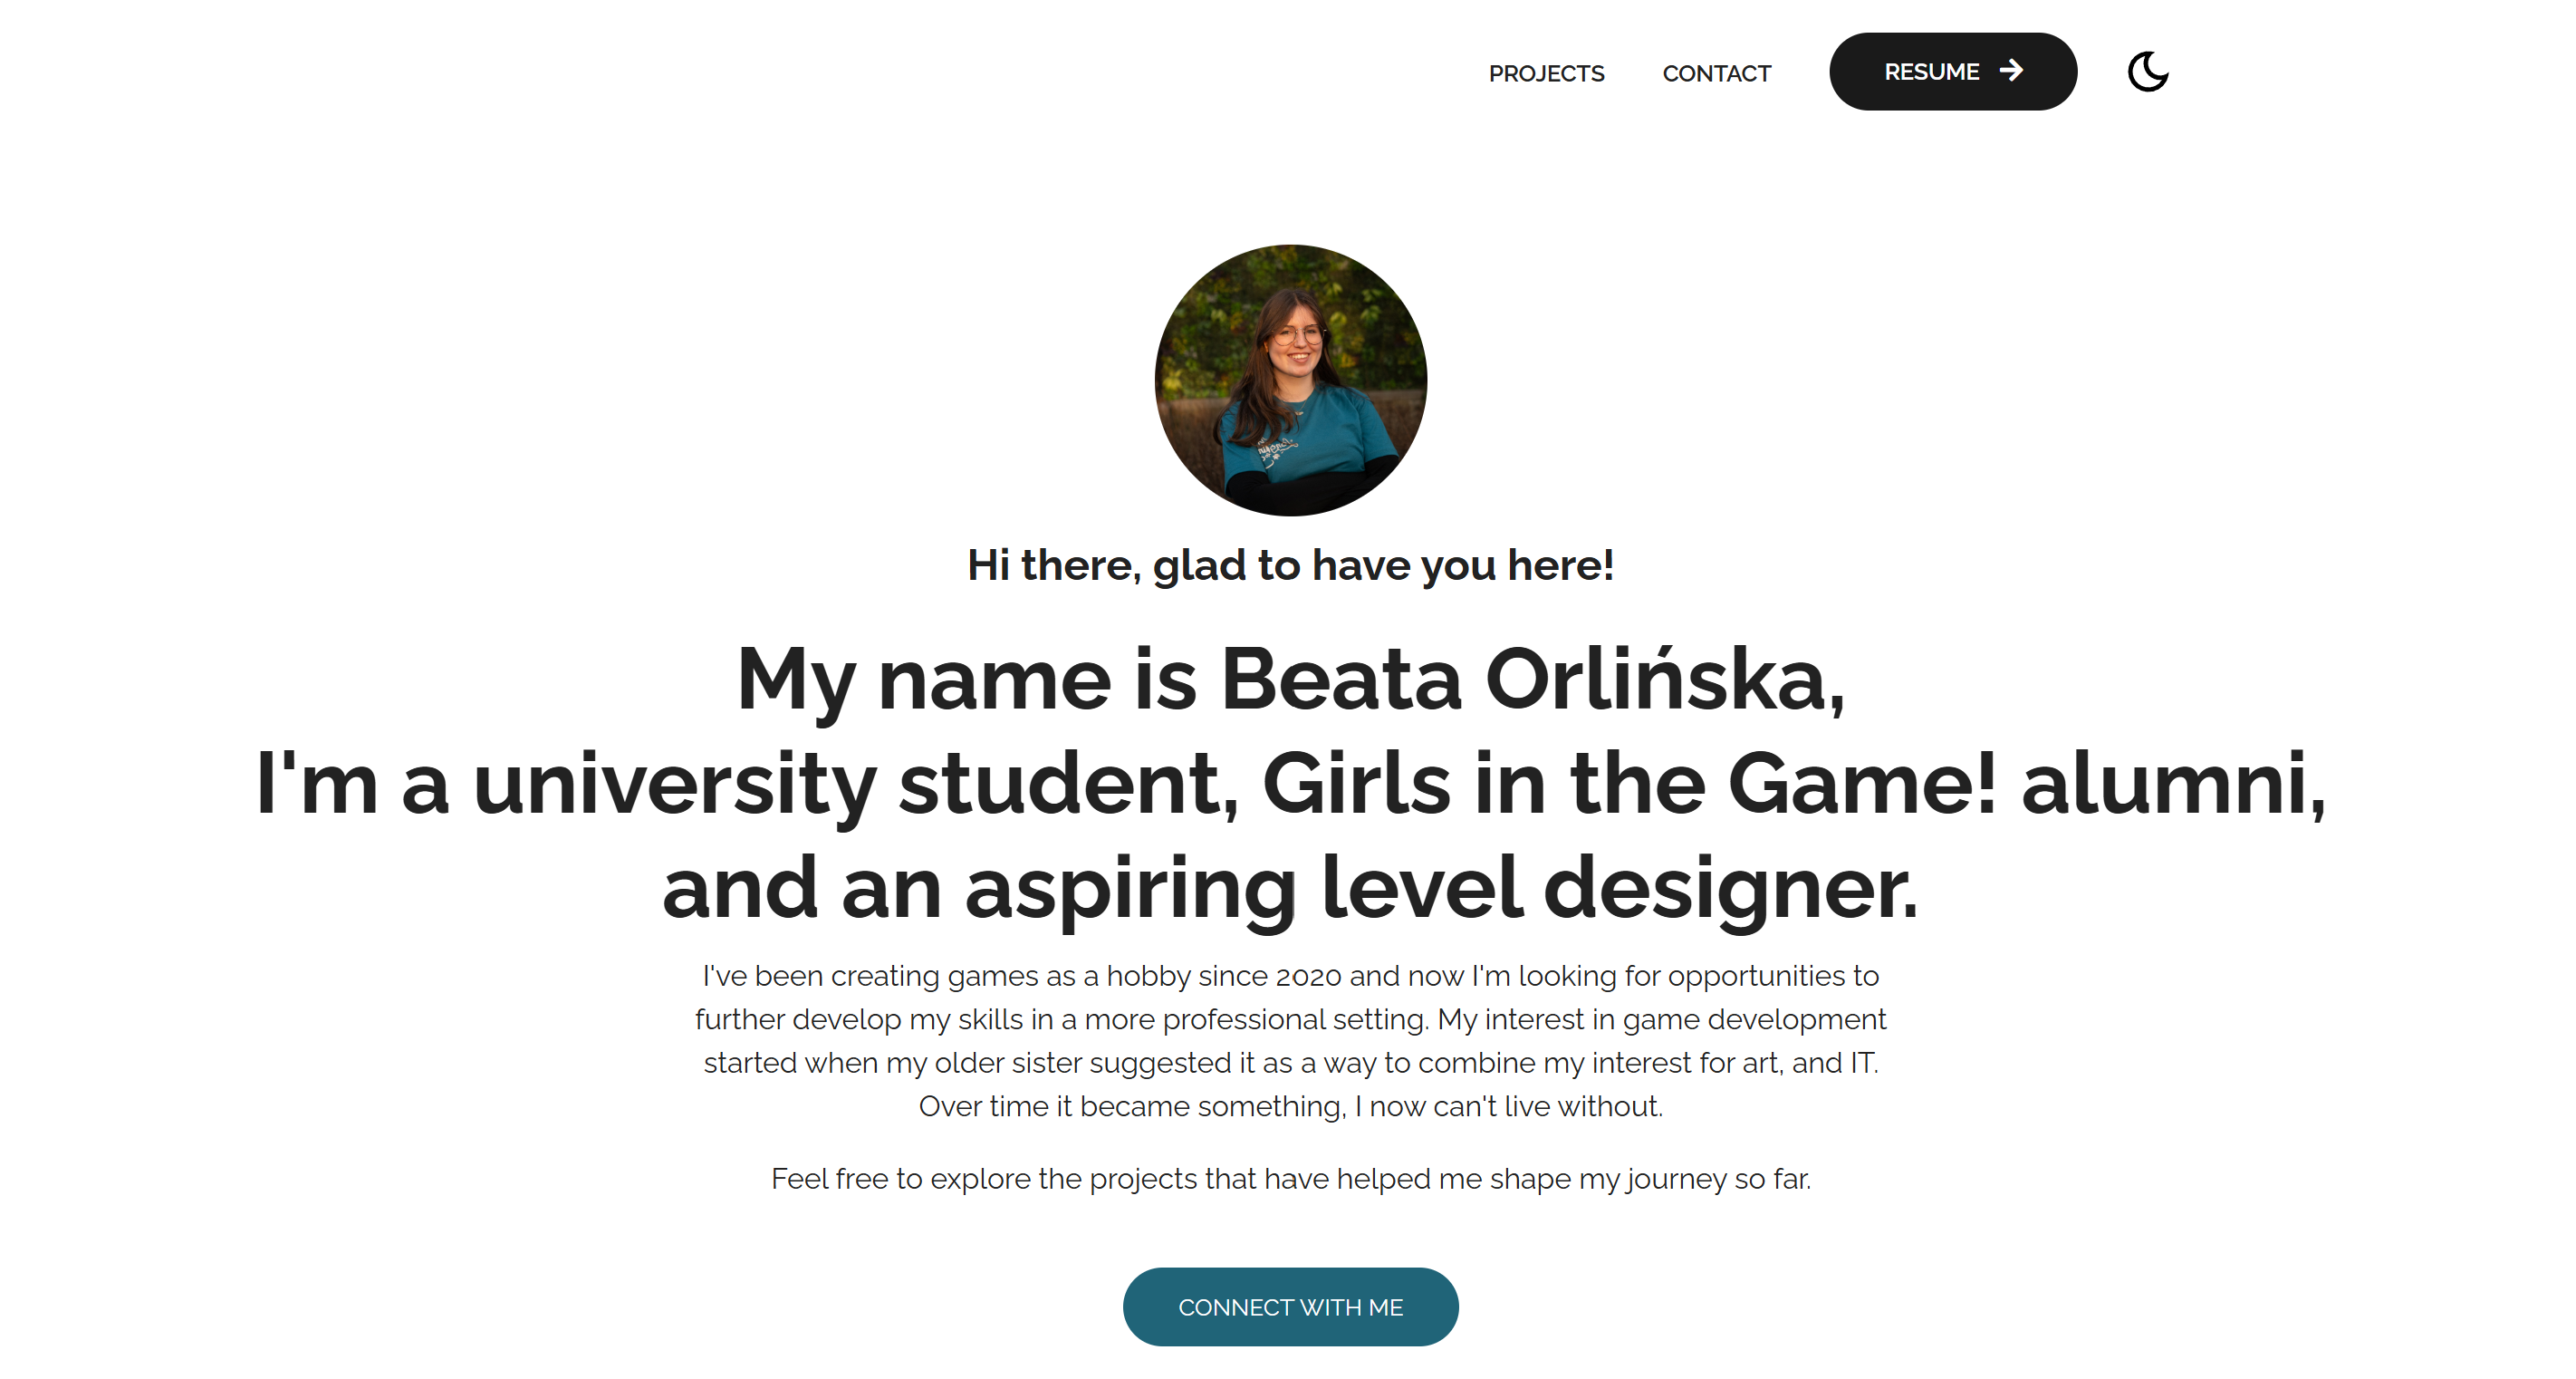 PROJECTS CONTACT RESUME
Hi there, glad to have you here!
My name is Beata Orlińska,
I'm a university student, Girls in the Game! alumni,
and an aspiring level designer.
I've been creating games as a hobby since 2020 and now I'm looking for opportunities to
further develop my skills in a more professional setting. My interest in game development
started when my older sister suggested it as a way to combine my interest for art, and IT.
Over time it became something, I now can't live without.
Feel free to explore the projects that have helped me shape my journey so far.
CONNECT WITH ME